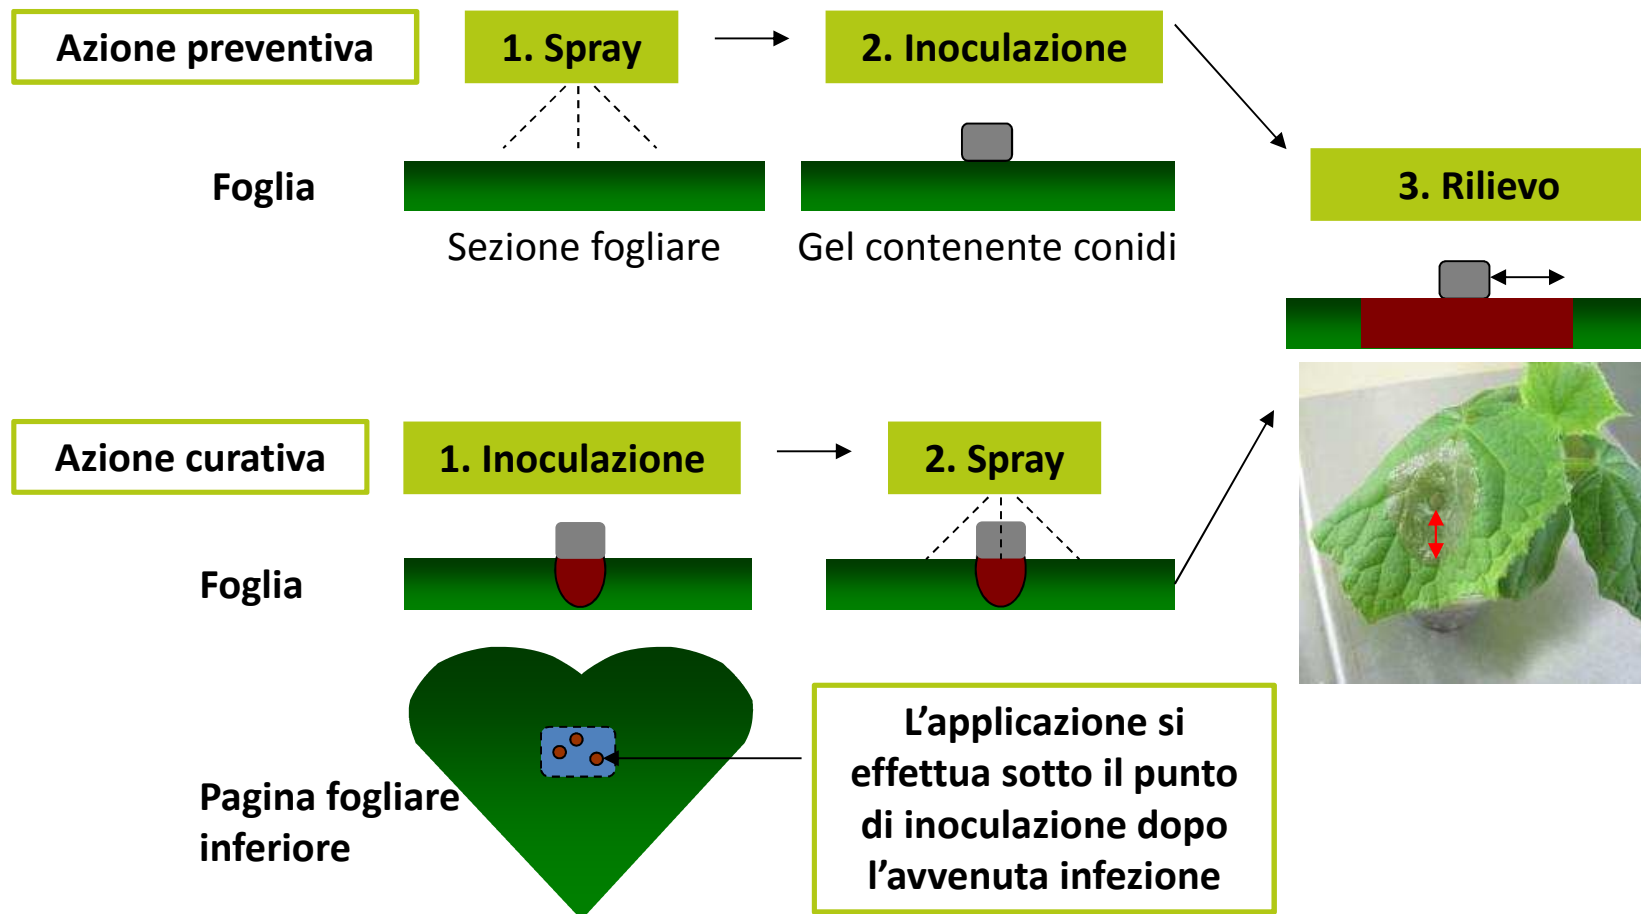 Azione preventiva
1. Spray
2. Inoculazione
Foglia
Sezione fogliare
Gel contenente conidi
3. Rilievo
Azione curativa
1. Inoculazione
2. Spray
Foglia
Pagina fogliare
inferiore
L’applicazione si
effettua sotto il punto
di inoculazione dopo
l’avvenuta infezione